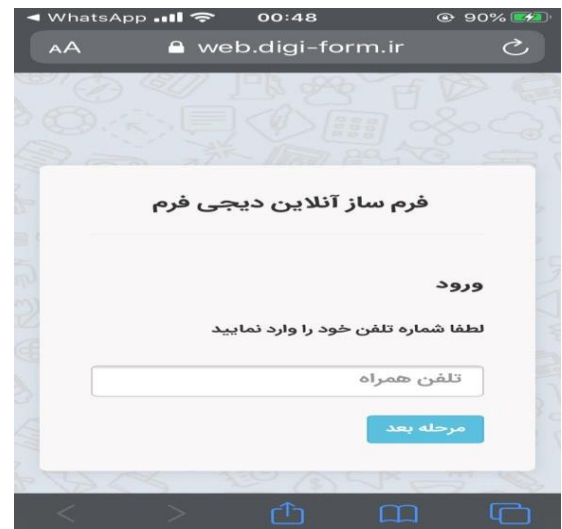 WhatsApp 00:48 90%
AA web.digi-form.ir
فرم ساز آنلاین دیجی فرم
ورود
لطفا شماره تلفن خود را وارد نمایید
تلفن همراه
مرحله بعد